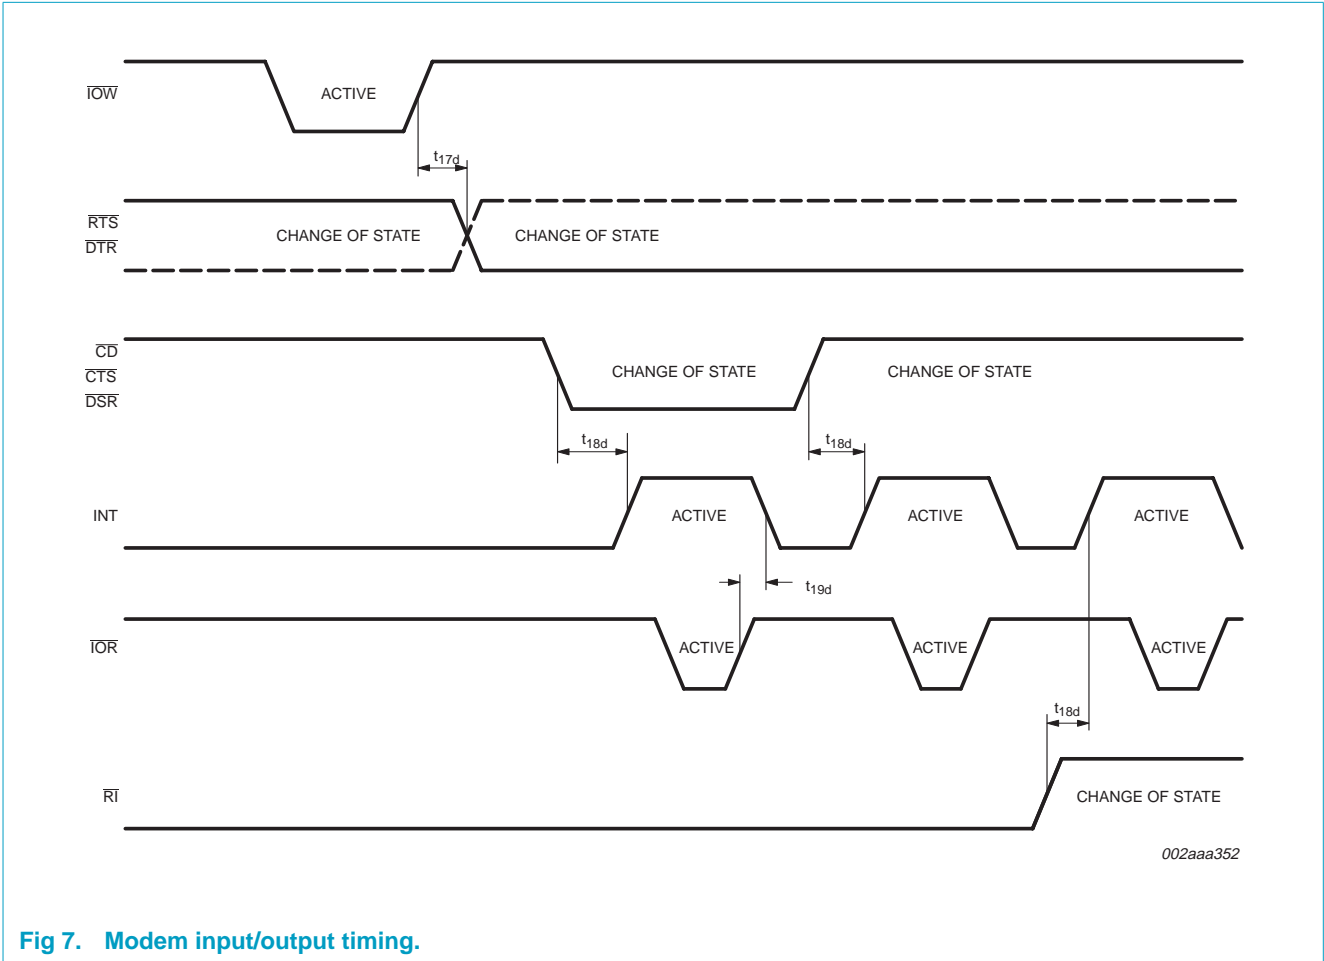 IOW
ACTIVE
t17d
RTS
DTR
CHANGE OF STATE
CHANGE OF STATE
CD
CTS
DSR
CHANGE OF STATE
CHANGE OF STATE
t18d
t18d
INT
ACTIVE
ACTIVE
ACTIVE
t19d
IOR
ACTIVE
ACTIVE
ACTIVE
t18d
RI
CHANGE OF STATE
002aaa352
Fig 7. Modem input/output timing.